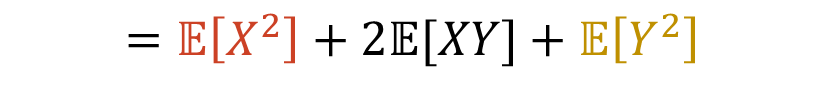 = 𝔼[X²] + 2𝔼[XY] + 𝔼[Y²]